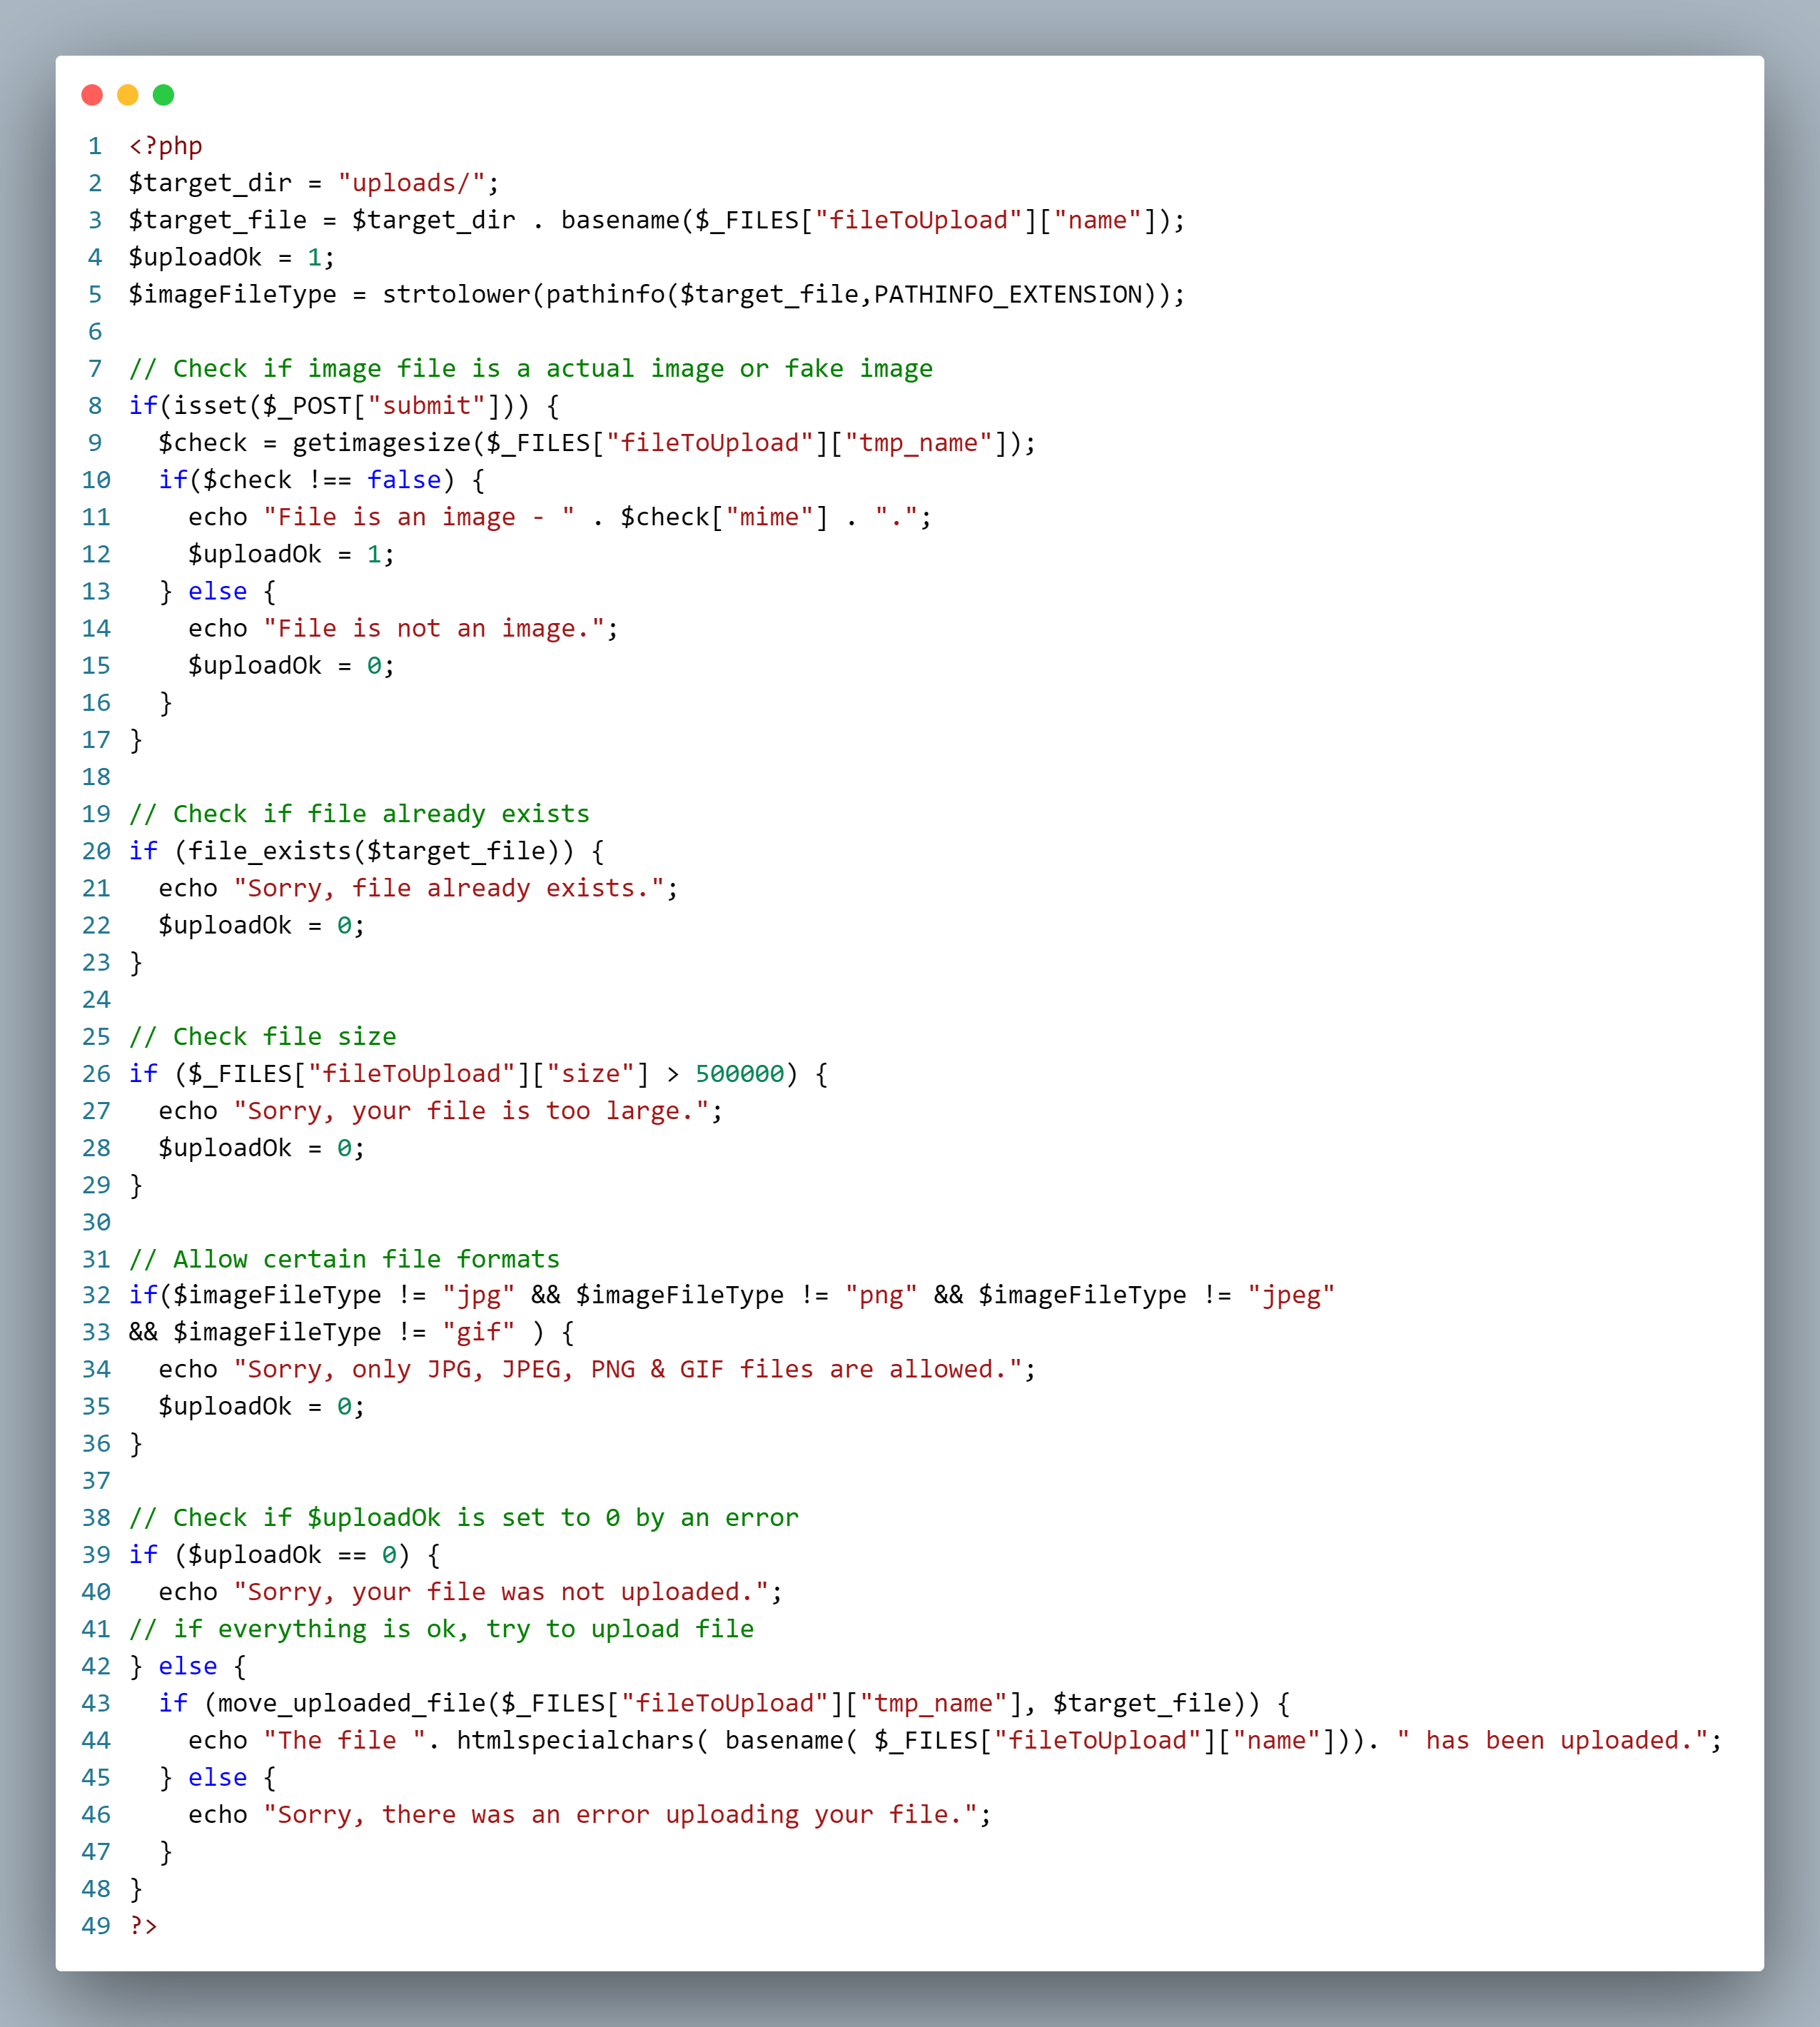 1 <?php
2 $target_dir = "uploads/";
3 $target_file = $target_dir . basename($_FILES["fileToUpload"]["name"]);
4 $uploadOk = 1;
5 $imageFileType = strtolower(pathinfo($target_file,PATHINFO_EXTENSION));
6
7 // Check if image file is a actual image or fake image
8 if(isset($_POST["submit"])) {
9   $check = getimagesize($_FILES["fileToUpload"]["tmp_name"]);
10   if($check !== false) {
11     echo "File is an image - " . $check["mime"] . ".";
12     $uploadOk = 1;
13   } else {
14     echo "File is not an image.";
15     $uploadOk = 0;
16   }
17 }
18
19 // Check if file already exists
20 if (file_exists($target_file)) {
21   echo "Sorry, file already exists.";
22   $uploadOk = 0;
23 }
24
25 // Check file size
26 if ($_FILES["fileToUpload"]["size"] > 500000) {
27   echo "Sorry, your file is too large.";
28   $uploadOk = 0;
29 }
30
31 // Allow certain file formats
32 if($imageFileType != "jpg" && $imageFileType != "png" && $imageFileType != "jpeg"
33 && $imageFileType != "gif" ) {
34   echo "Sorry, only JPG, JPEG, PNG & GIF files are allowed.";
35   $uploadOk = 0;
36 }
37
38 // Check if $uploadOk is set to 0 by an error
39 if ($uploadOk == 0) {
40   echo "Sorry, your file was not uploaded.";
41 // if everything is ok, try to upload file
42 } else {
43   if (move_uploaded_file($_FILES["fileToUpload"]["tmp_name"], $target_file)) {
44     echo "The file ". htmlspecialchars( basename( $_FILES["fileToUpload"]["name"])). " has been uploaded.";
45   } else {
46     echo "Sorry, there was an error uploading your file.";
47   }
48 }
49 ?>